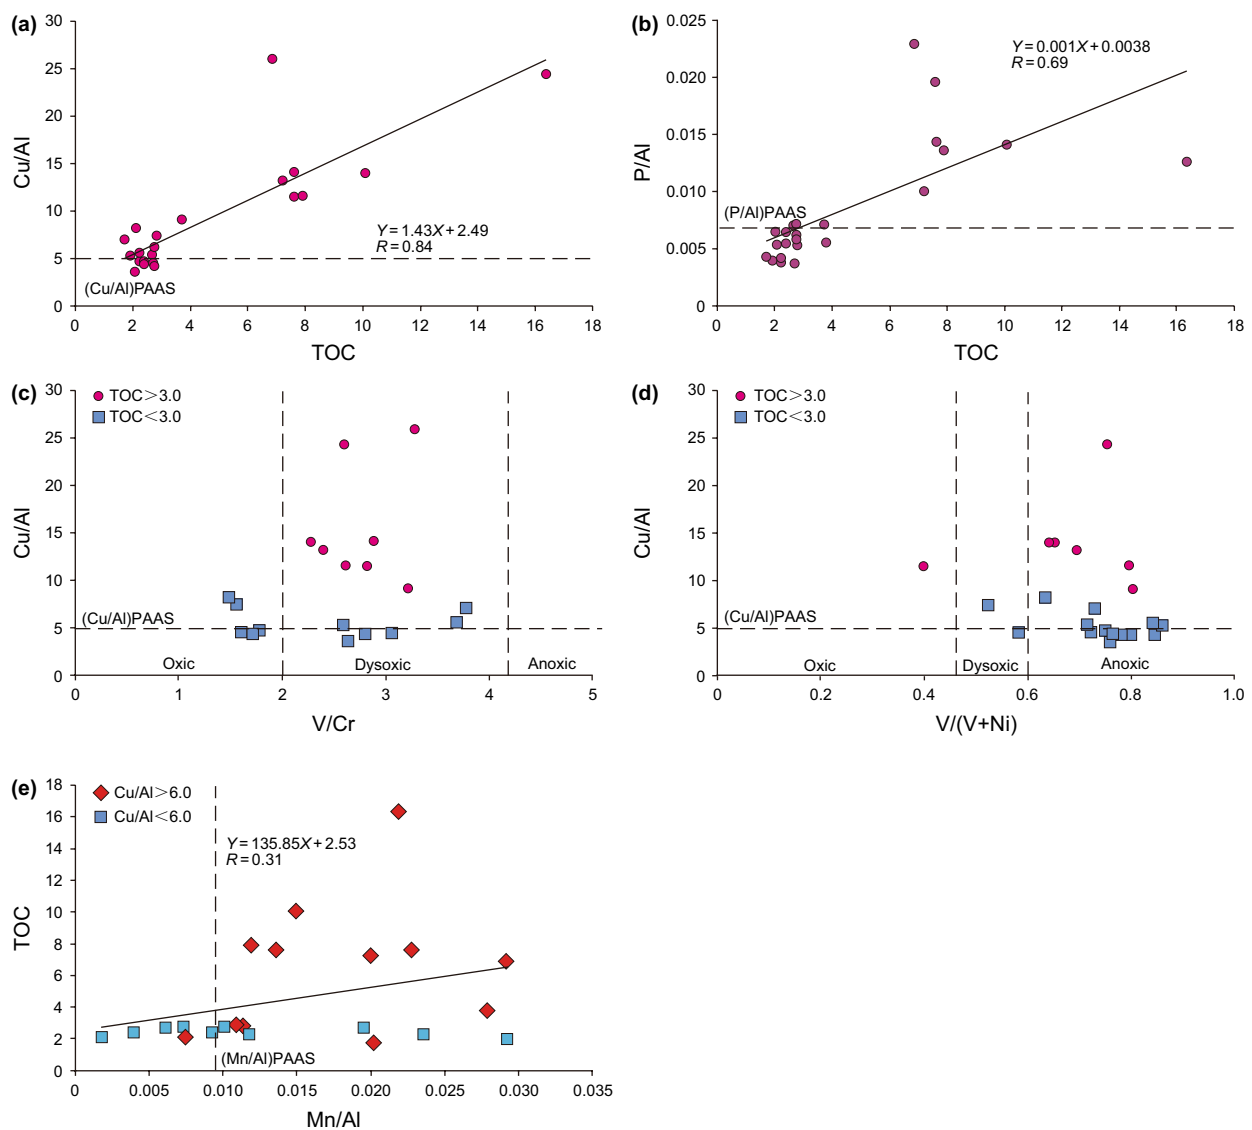 (a)
30
25
20
15
10
5
0
Cu/Al
Y=1.43X+2.49
R=0.84
(Cu/Al)PAAS
0 2 4 6 8 10 12 14 16 18
TOC
(b)
0.025
0.020
0.015
0.010
0.005
0
P/Al
Y=0.001X+0.0038
R=0.69
(P/Al)PAAS
0 2 4 6 8 10 12 14 16 18
TOC
(c)
30
25
20
15
10
5
0
Cu/Al
TOC>3.0
TOC<3.0
(Cu/Al)PAAS
Oxic Dysoxic Anoxic
0 1 2 3 4 5
V/Cr
(d)
30
25
20
15
10
5
0
Cu/Al
TOC>3.0
TOC<3.0
(Cu/Al)PAAS
Oxic Dysoxic Anoxic
0 0.2 0.4 0.6 0.8 1.0
V/(V+Ni)
(e)
18
16
14
12
10
8
6
4
2
0
TOC
Cu/Al>6.0
Cu/Al<6.0
Y=135.85X+2.53
R=0.31
(Mn/Al)PAAS
0 0.005 0.010 0.015 0.020 0.025 0.030 0.035
Mn/Al